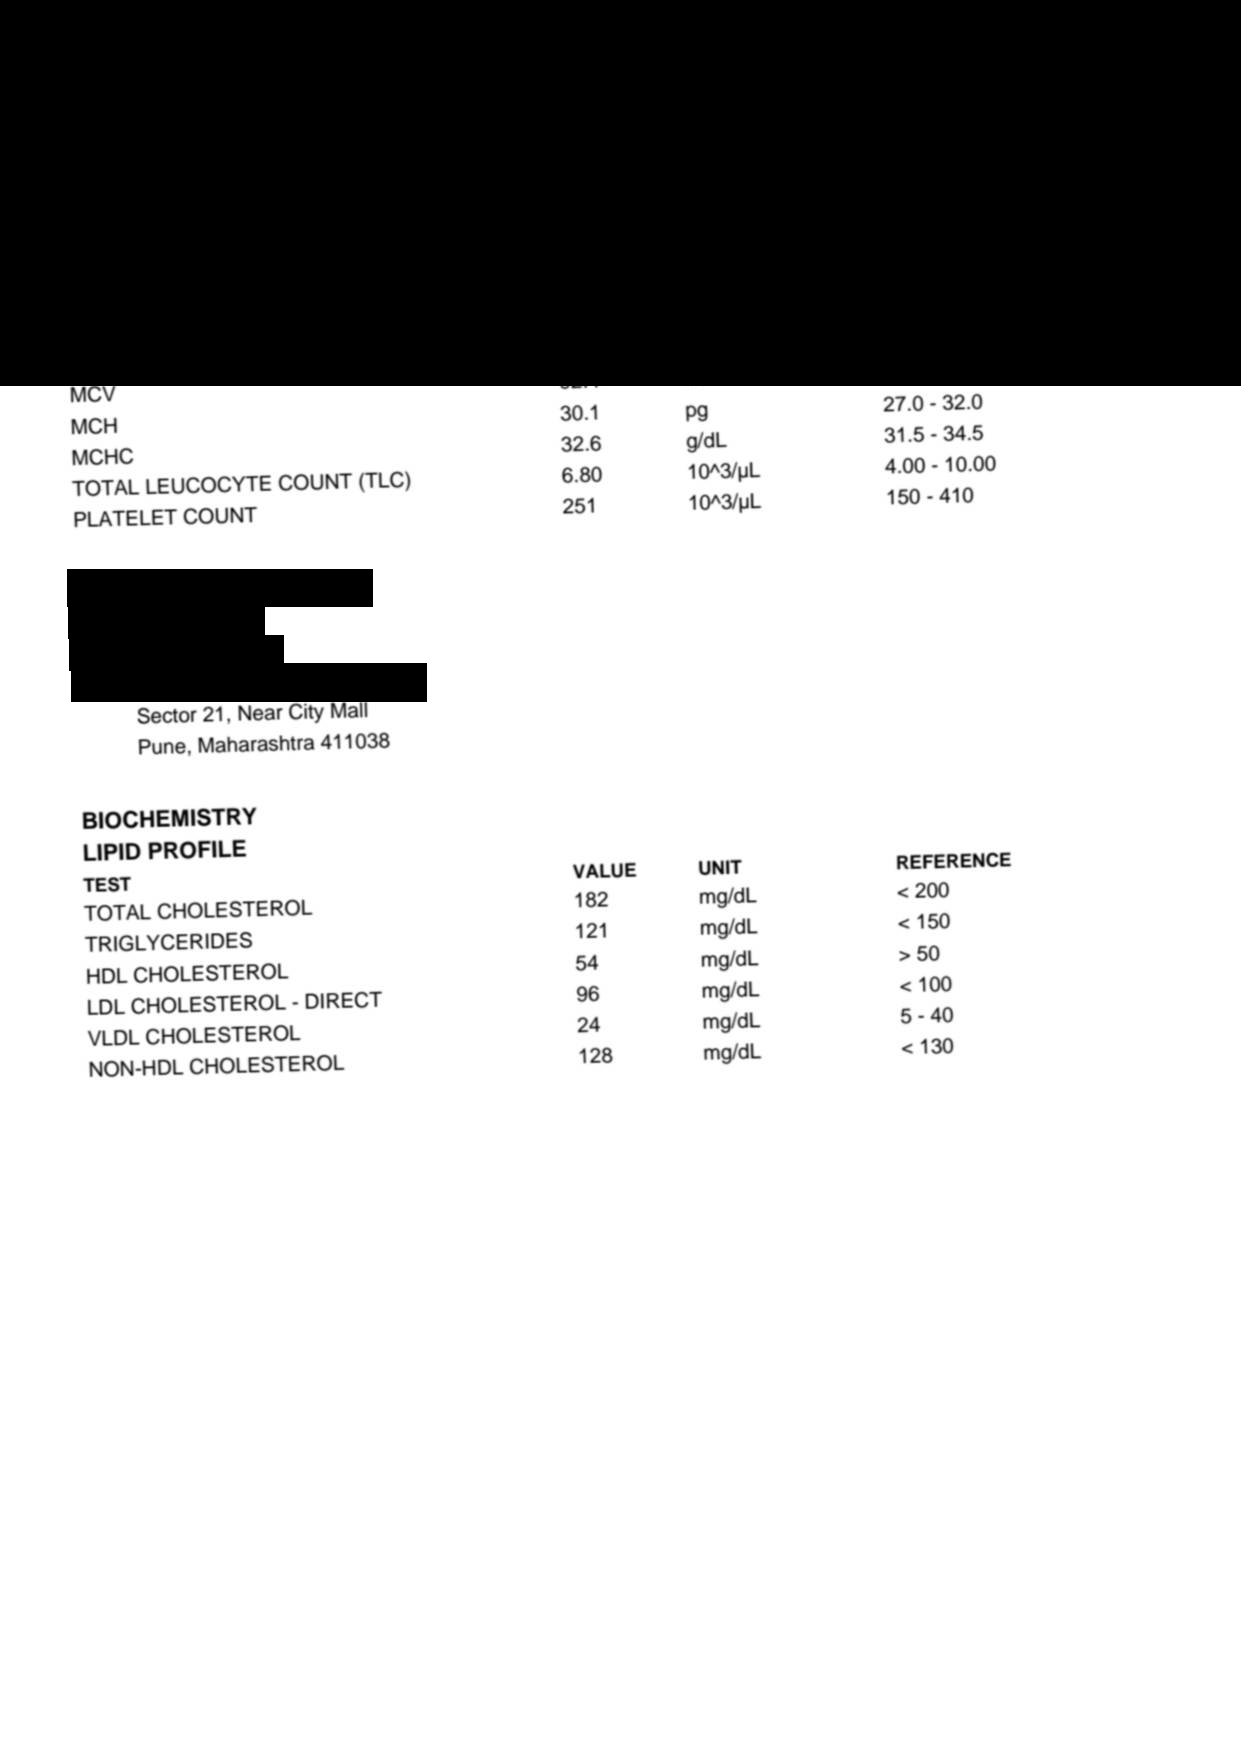 MCV
MCH 30.1 pg 27.0 - 32.0
MCHC 32.6 g/dL 31.5 - 34.5
TOTAL LEUCOCYTE COUNT (TLC) 6.80 10^3/µL 4.00 - 10.00
PLATELET COUNT 251 10^3/µL 150 - 410
Sector 21, Near City Mall
Pune, Maharashtra 411038
BIOCHEMISTRY
LIPID PROFILE
TEST VALUE UNIT REFERENCE
TOTAL CHOLESTEROL 182 mg/dL < 200
TRIGLYCERIDES 121 mg/dL < 150
HDL CHOLESTEROL 54 mg/dL > 50
LDL CHOLESTEROL - DIRECT 96 mg/dL < 100
VLDL CHOLESTEROL 24 mg/dL 5 - 40
NON-HDL CHOLESTEROL 128 mg/dL < 130